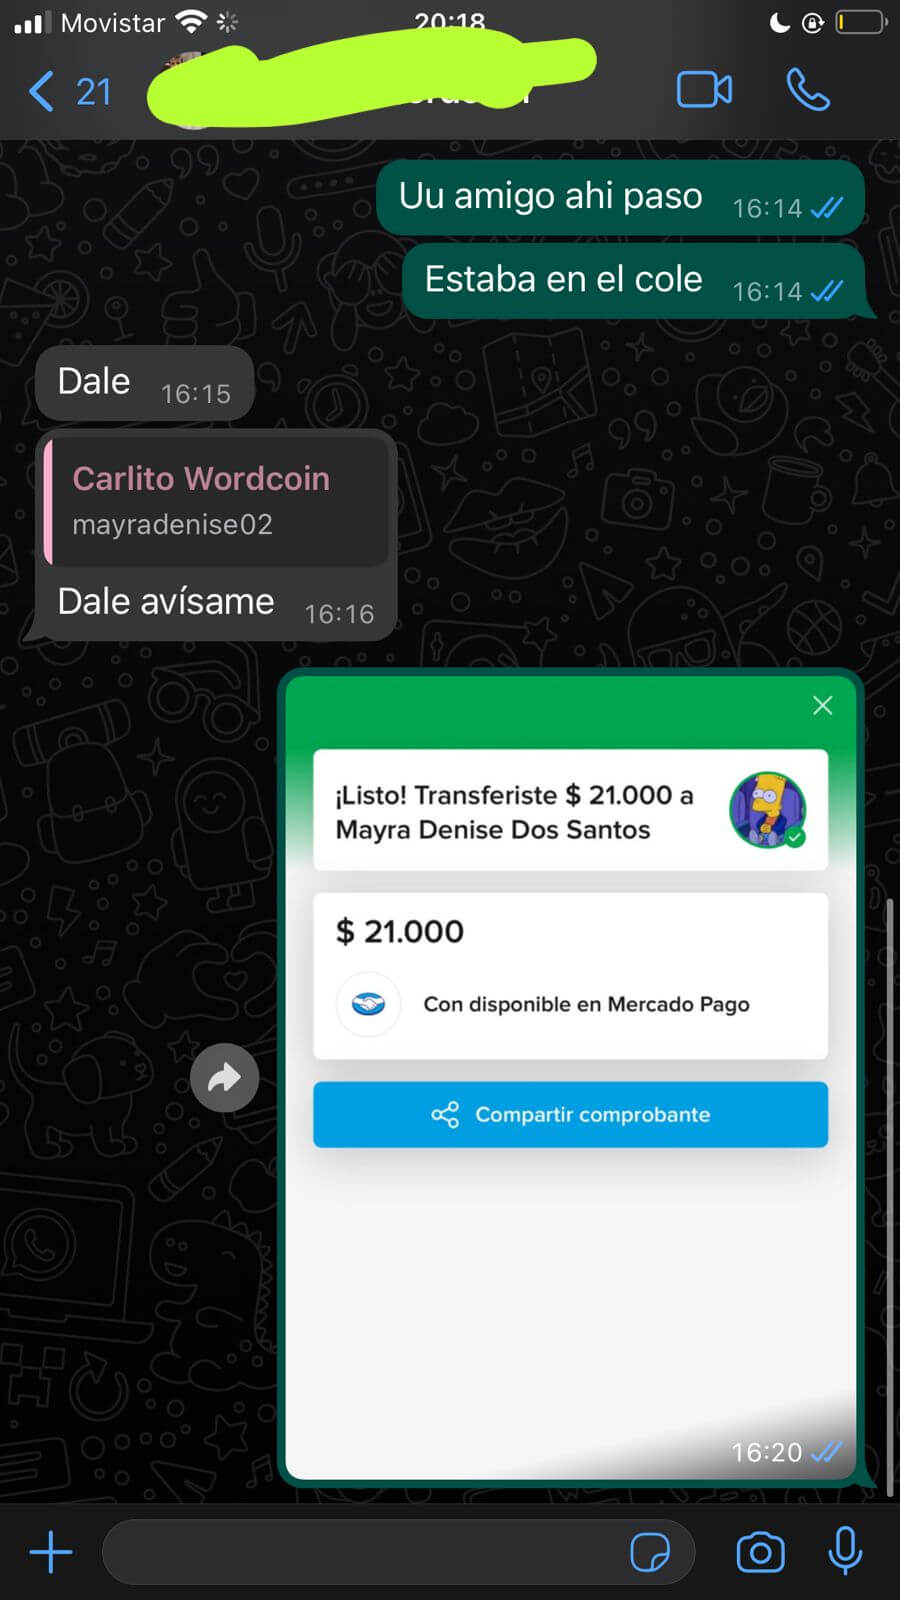 Movistar 20:18
21
Uu amigo ahi paso 16:14
Estaba en el cole 16:14
Dale 16:15
Carlito Wordcoin
mayradenise02
Dale avísame 16:16
¡Listo! Transferiste $ 21.000 a
Mayra Denise Dos Santos
$ 21.000
Con disponible en Mercado Pago
Compartir comprobante
16:20